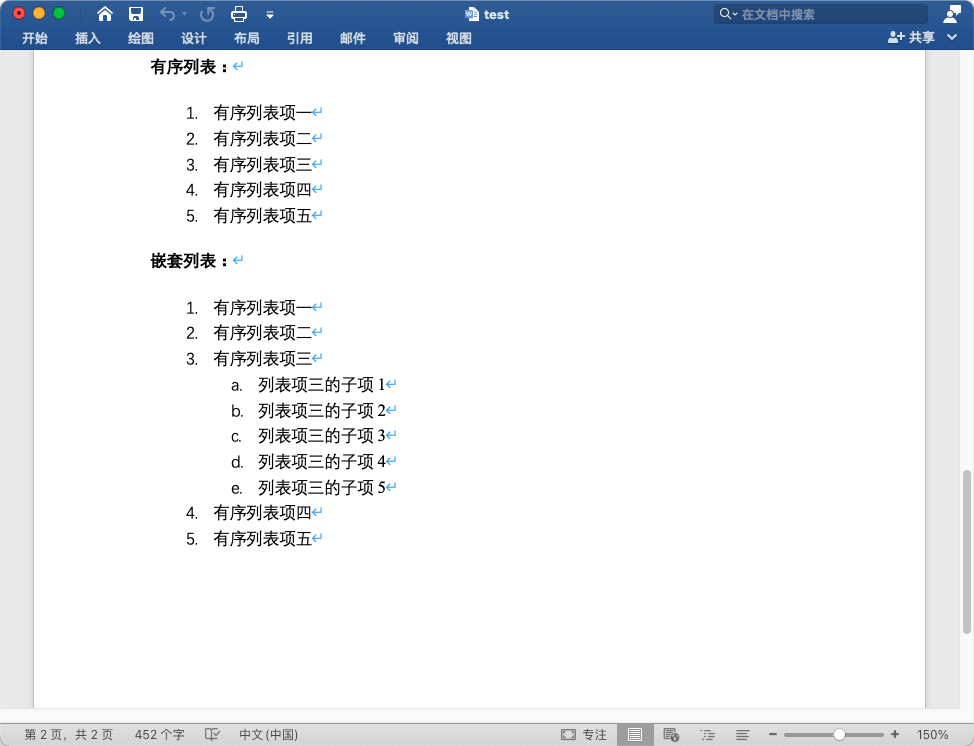 test
在文档中搜索
开始 插入 绘图 设计 布局 引用 邮件 审阅 视图 共享
有序列表：
1. 有序列表项一
2. 有序列表项二
3. 有序列表项三
4. 有序列表项四
5. 有序列表项五
嵌套列表：
1. 有序列表项一
2. 有序列表项二
3. 有序列表项三
a. 列表项三的子项 1
b. 列表项三的子项 2
c. 列表项三的子项 3
d. 列表项三的子项 4
e. 列表项三的子项 5
4. 有序列表项四
5. 有序列表项五
第 2 页，共 2 页 452 个字 中文(中国) 专注 150%